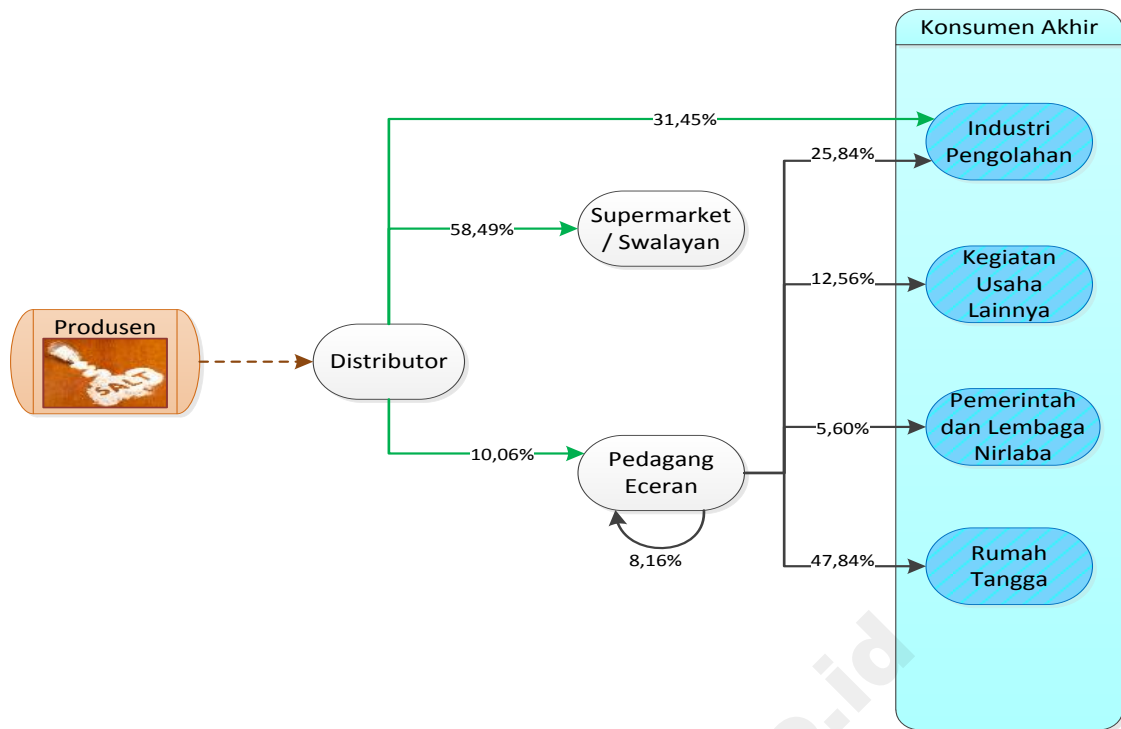 Konsumen Akhir
31,45%
Industri
Pengolahan
25,84%
58,49%
Supermarket
/ Swalayan
12,56%
Kegiatan
Usaha
Lainnya
Produsen
SALT
Distributor
10,06%
Pedagang
Eceran
8,16%
5,60%
Pemerintah
dan Lembaga
Nirlaba
47,84%
Rumah
Tangga
.id